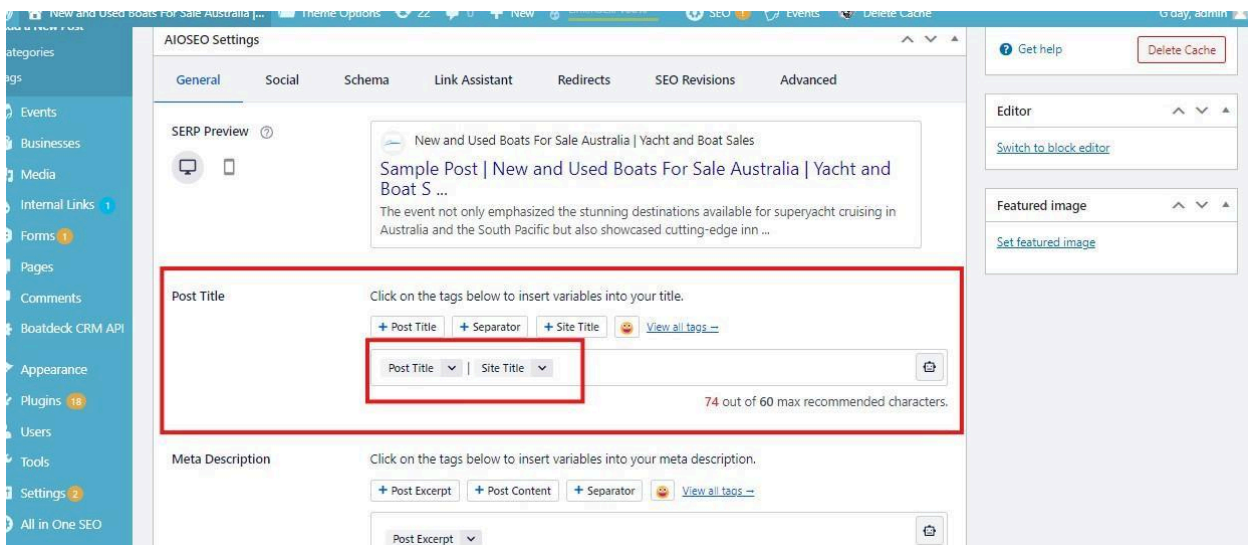 New and Used Boats For Sale Australia |... Theme Options 22 0 + New SEO Events Delete Cache G'day, admin
Add a New Post
Categories
Tags
Events
Businesses
Media
Internal Links 1
Forms 1
Pages
Comments
Boatdeck CRM API
Appearance
Plugins 18
Users
Tools
Settings 2
All in One SEO
AIOSEO Settings
General Social Schema Link Assistant Redirects SEO Revisions Advanced
SERP Preview
New and Used Boats For Sale Australia | Yacht and Boat Sales
Sample Post | New and Used Boats For Sale Australia | Yacht and
Boat S ...
The event not only emphasized the stunning destinations available for superyacht cruising in
Australia and the South Pacific but also showcased cutting-edge inn ...
Post Title
Click on the tags below to insert variables into your title.
+ Post Title + Separator + Site Title View all tags →
Post Title | Site Title
74 out of 60 max recommended characters.
Meta Description
Click on the tags below to insert variables into your meta description.
+ Post Excerpt + Post Content + Separator View all tags →
Post Excerpt
Get help
Delete Cache
Editor
Switch to block editor
Featured image
Set featured image